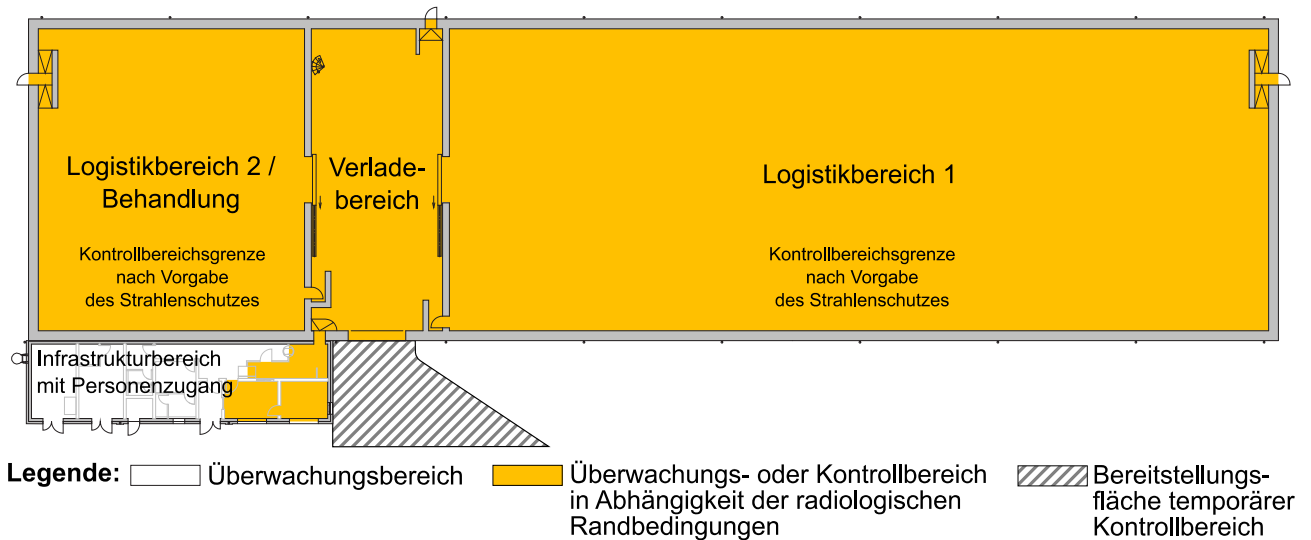 Logistikbereich 2 /
Behandlung
Kontrollbereichsgrenze
nach Vorgabe
des Strahlenschutzes
Verlade-
bereich
Logistikbereich 1
Kontrollbereichsgrenze
nach Vorgabe
des Strahlenschutzes
Infrastrukturbereich
mit Personenzugang
Legende:
Überwachungsbereich
Überwachungs- oder Kontrollbereich
in Abhängigkeit der radiologischen
Randbedingungen
Bereitstellungs-
fläche temporärer
Kontrollbereich